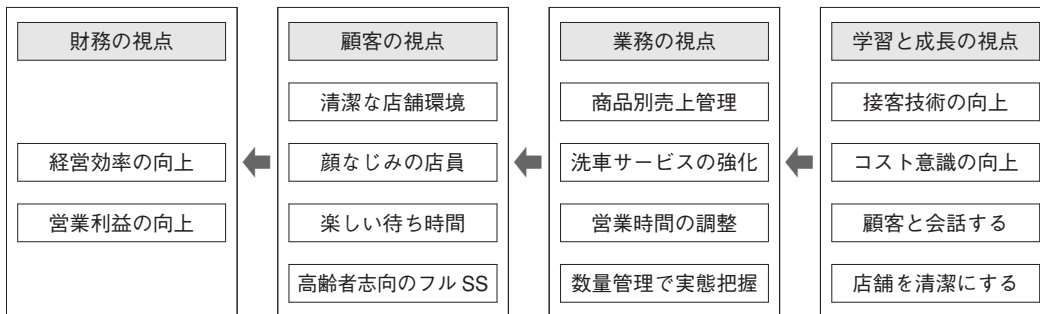 財務の視点
経営効率の向上
営業利益の向上
顧客の視点
清潔な店舗環境
顔なじみの店員
楽しい待ち時間
高齢者志向のフル SS
業務の視点
商品別売上管理
洗車サービスの強化
営業時間の調整
数量管理で実態把握
学習と成長の視点
接客技術の向上
コスト意識の向上
顧客と会話する
店舗を清潔にする